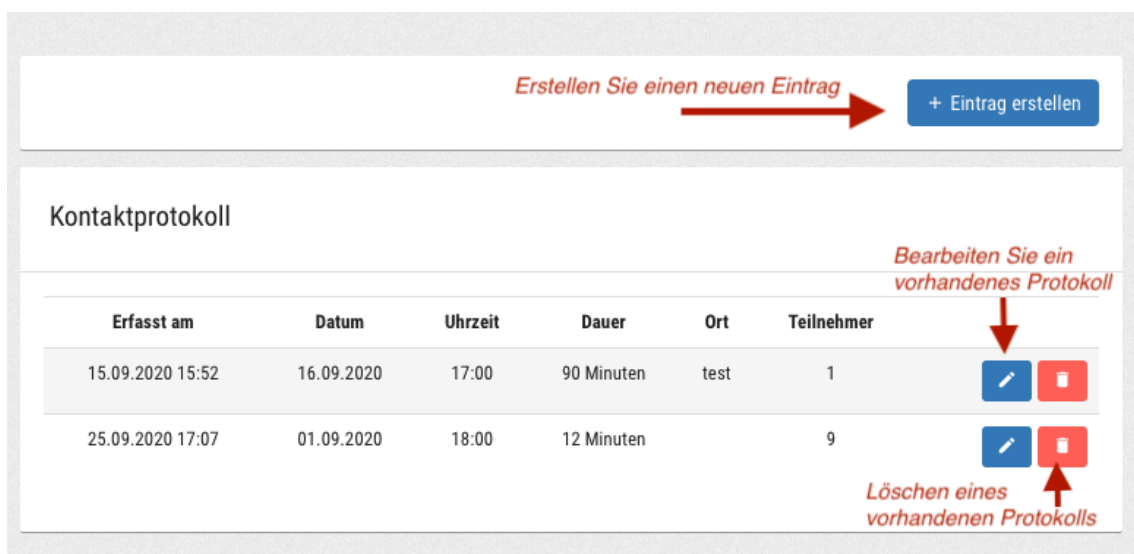 Erstellen Sie einen neuen Eintrag
+ Eintrag erstellen
Kontaktprotokoll
Bearbeiten Sie ein
vorhandenes Protokoll
Erfasst am Datum Uhrzeit Dauer Ort Teilnehmer
15.09.2020 15:52 16.09.2020 17:00 90 Minuten test 1
25.09.2020 17:07 01.09.2020 18:00 12 Minuten 9
Löschen eines
vorhandenen Protokolls